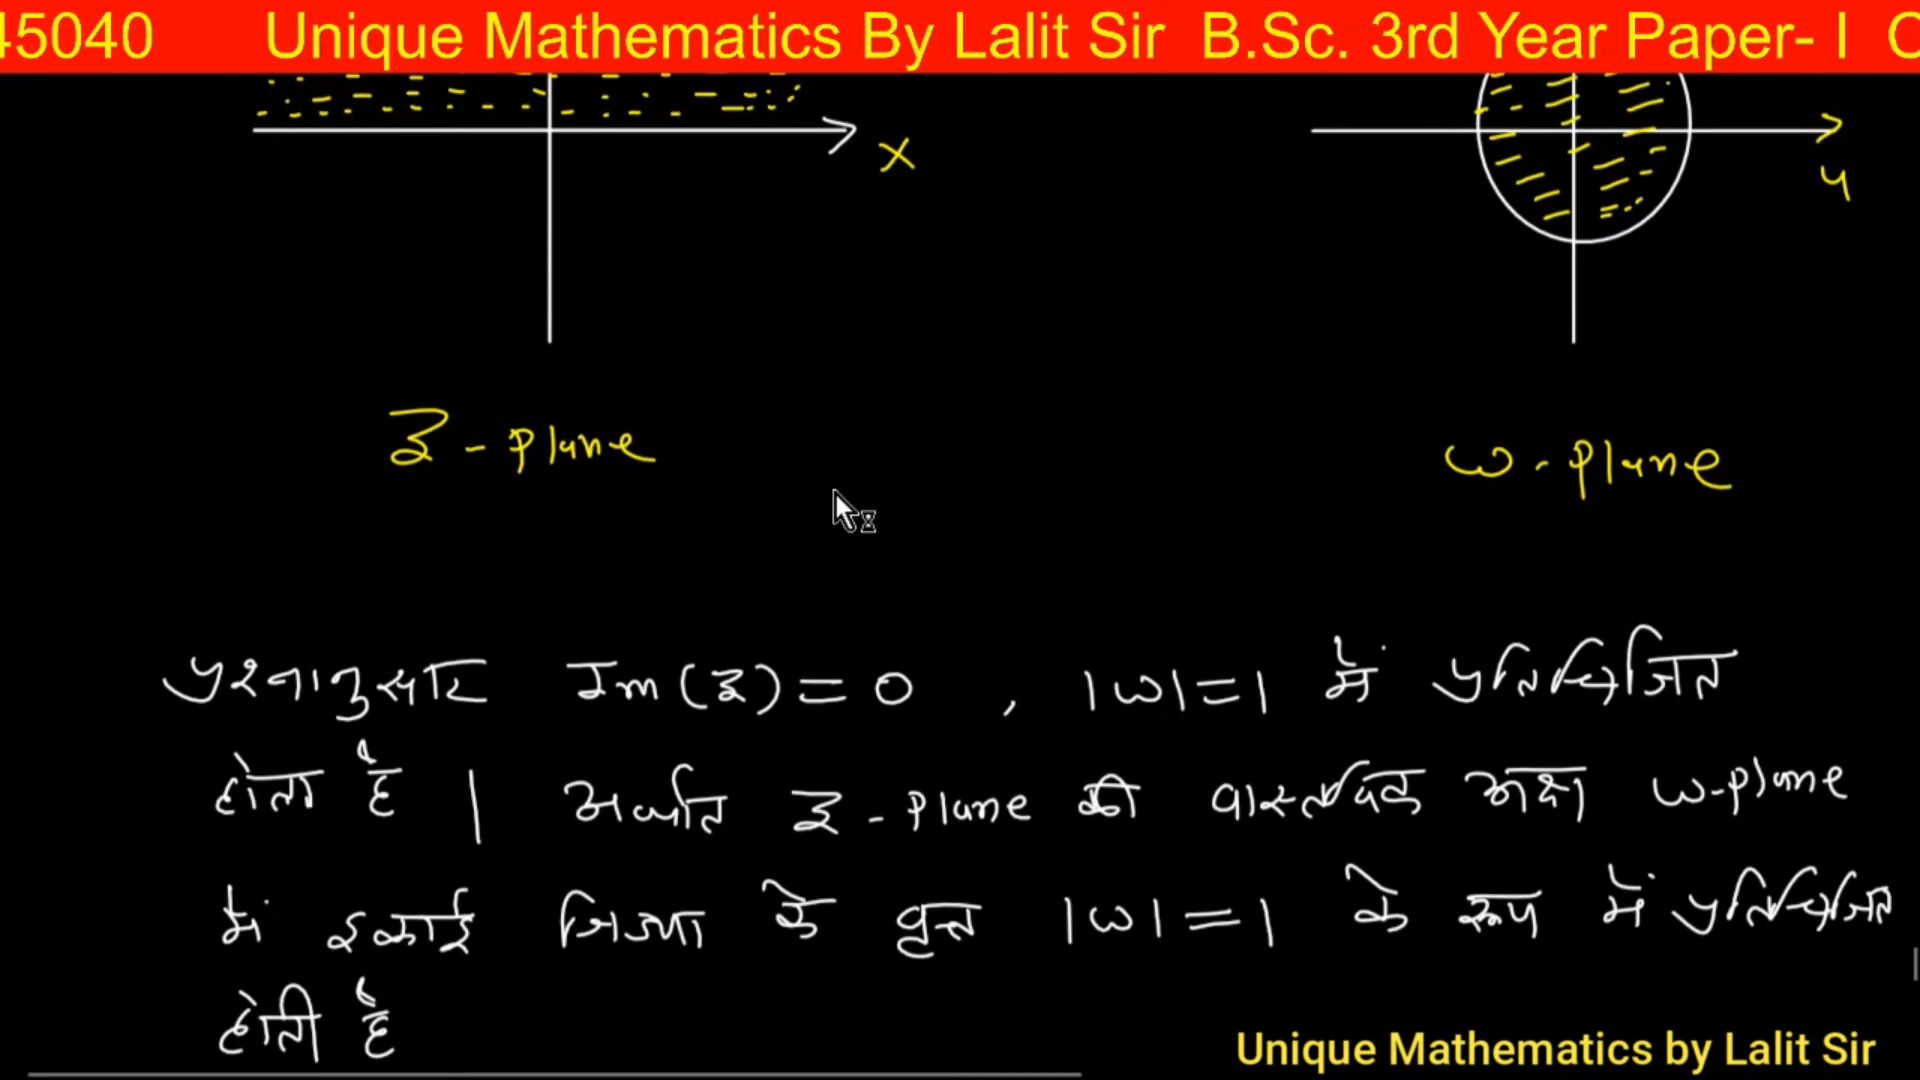 45040 Unique Mathematics By Lalit Sir B.Sc. 3rd Year Paper- I C
X
u
Z - plane
w - plane
प्रश्नानुसार Im(z) = 0 , |w| = 1 में प्रतिचित्रित
होता है | अर्थात Z - plane की वास्तविक अक्ष w-plane
में इकाई त्रिज्या के वृत्त |w| = 1 के रूप में प्रतिचित्रित
होती है
Unique Mathematics by Lalit Sir